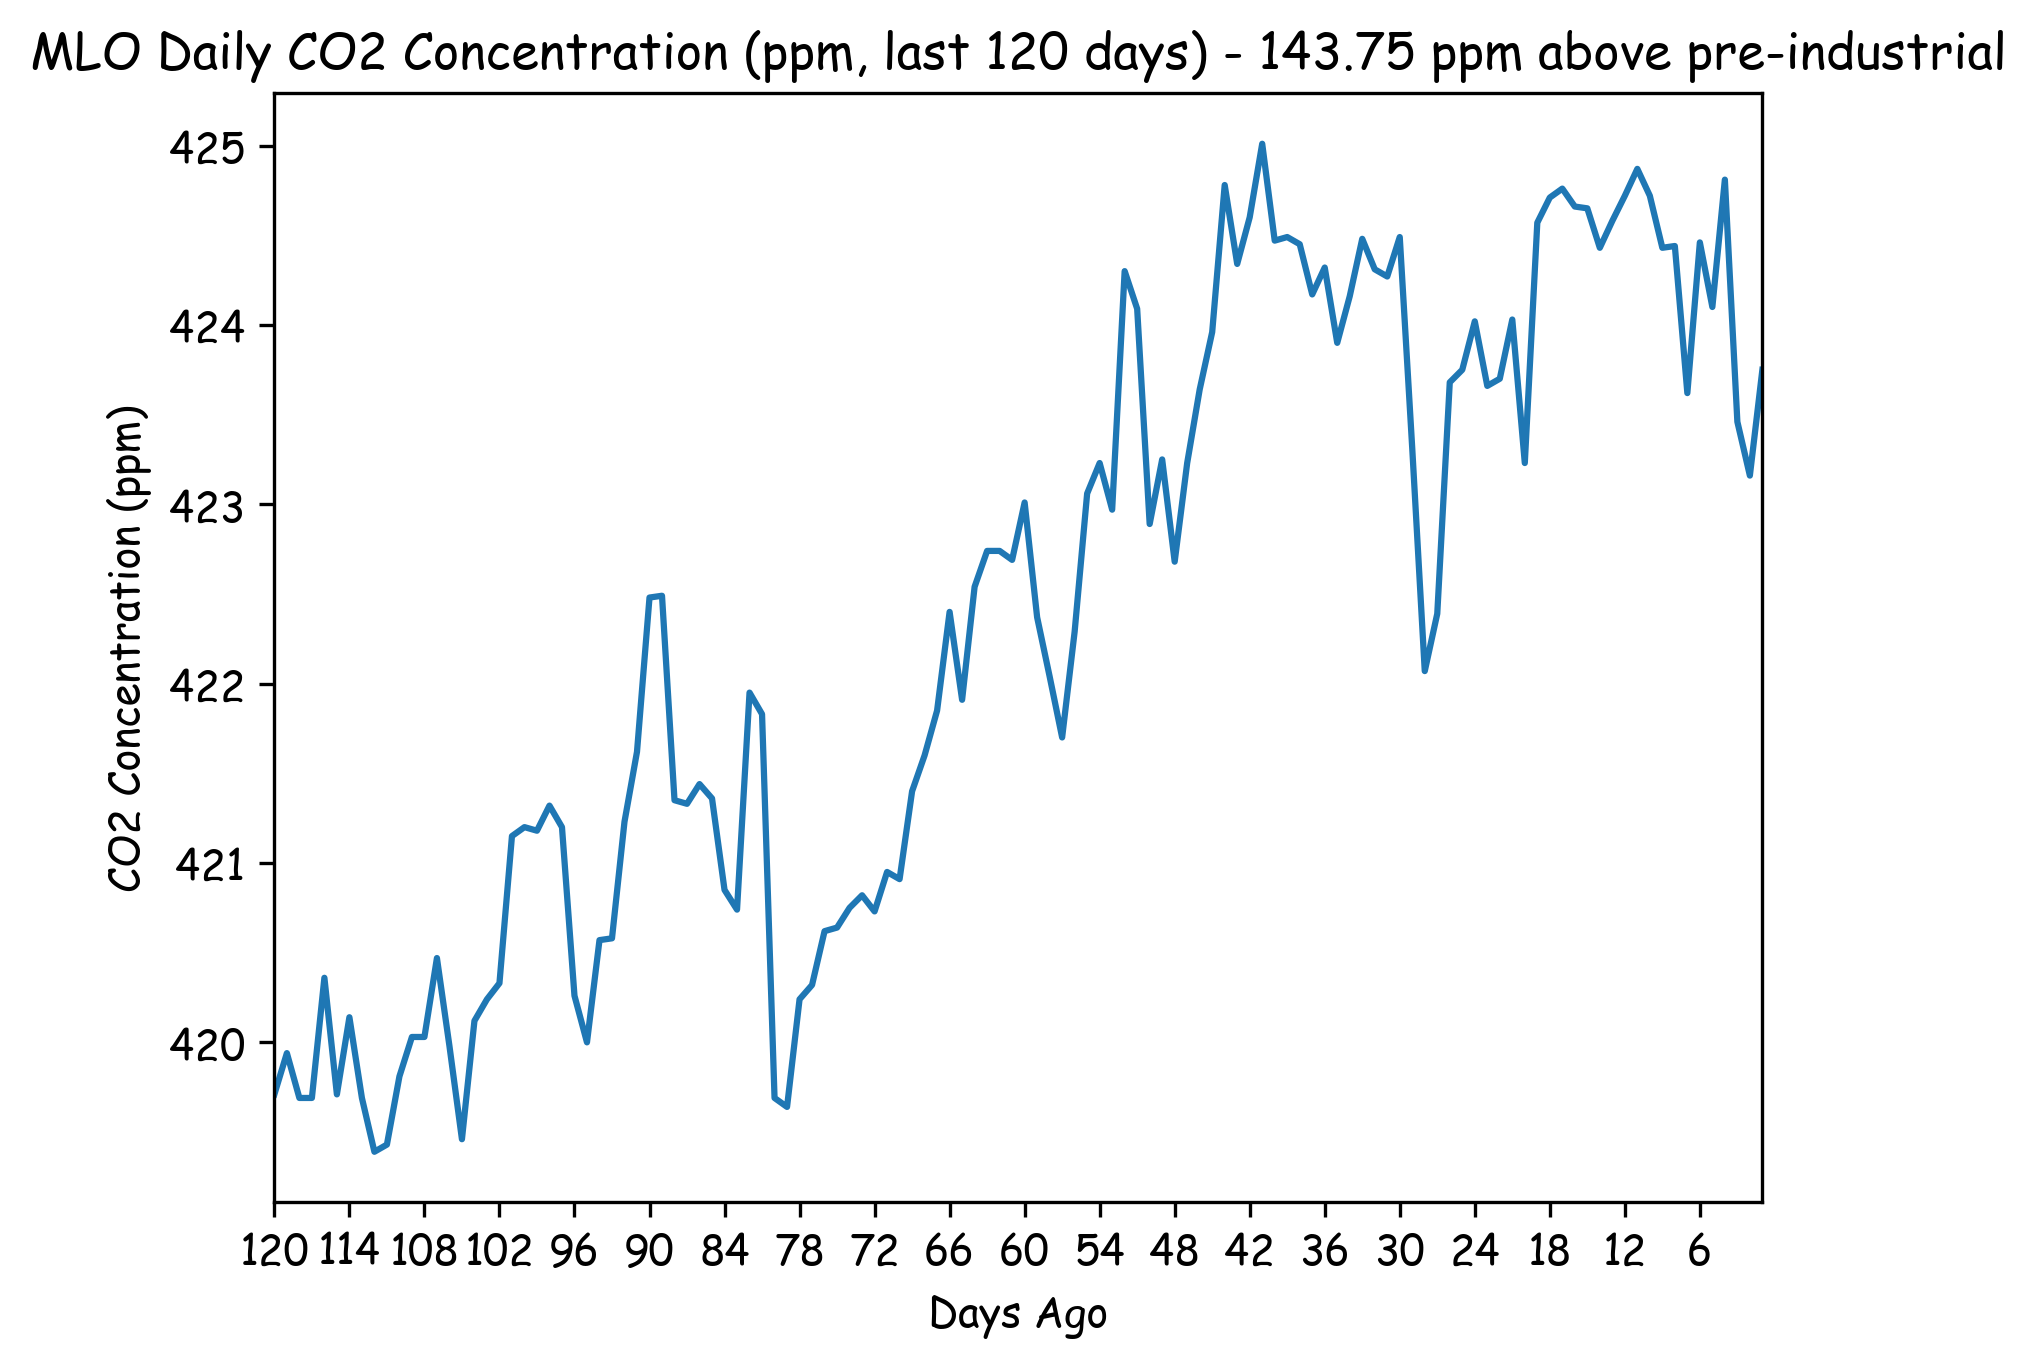 MLO Daily CO2 Concentration (ppm, last 120 days) - 143.75 ppm above pre-industrial
425
424
423
422
421
420
CO2 Concentration (ppm)
120 114 108 102 96 90 84 78 72 66 60 54 48 42 36 30 24 18 12 6
Days Ago